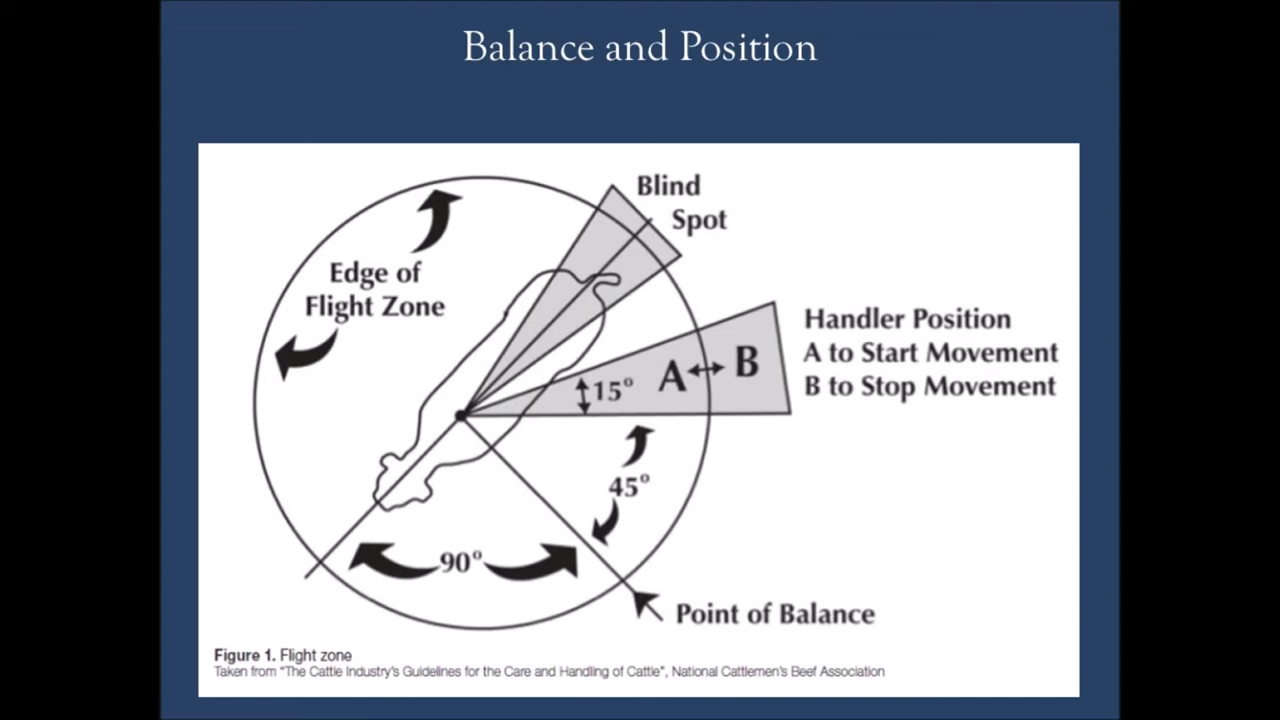 Balance and Position
Blind
Spot
Edge of
Flight Zone
Handler Position
A to Start Movement
B to Stop Movement
A
B
15°
45°
90°
Point of Balance
Figure 1. Flight zone
Taken from "The Cattle Industry's Guidelines for the Care and Handling of Cattle", National Cattlemen's Beef Association